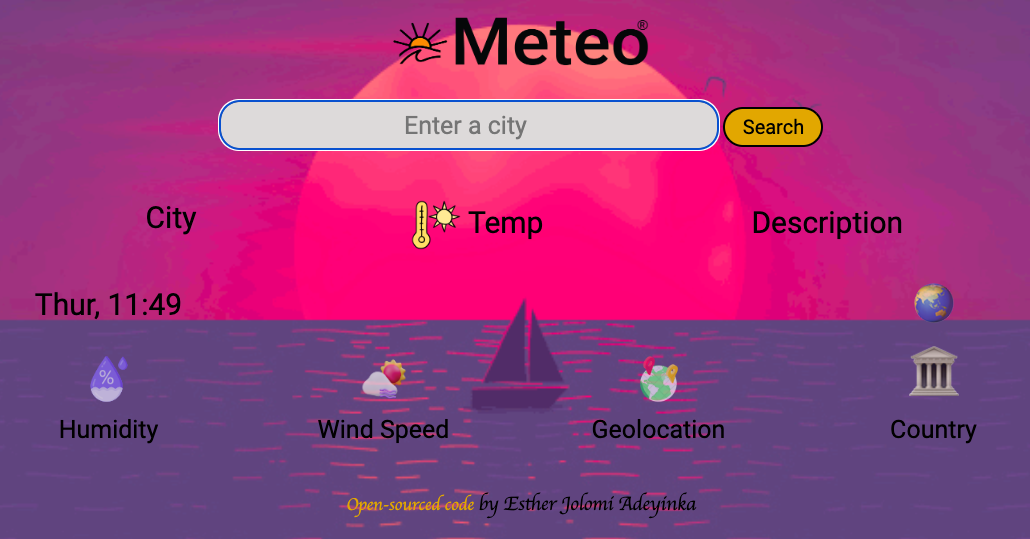 Meteo®
Enter a city
Search
City
Temp
Description
Thur, 11:49
%
Humidity
Wind Speed
Geolocation
Country
Open-sourced code by Esther Jolomi Adeyinka